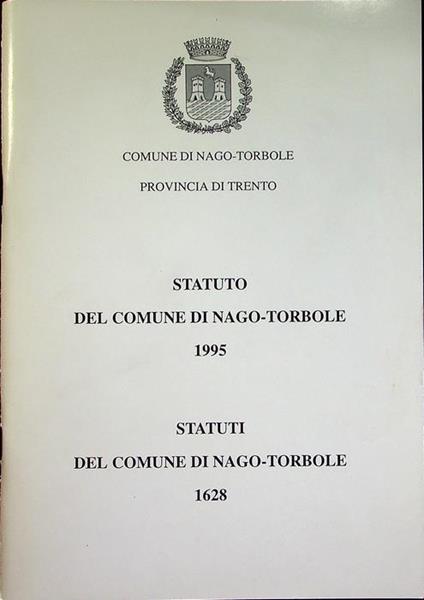 COMUNE DI NAGO-TORBOLE
PROVINCIA DI TRENTO
STATUTO
DEL COMUNE DI NAGO-TORBOLE
1995
STATUTI
DEL COMUNE DI NAGO-TORBOLE
1628